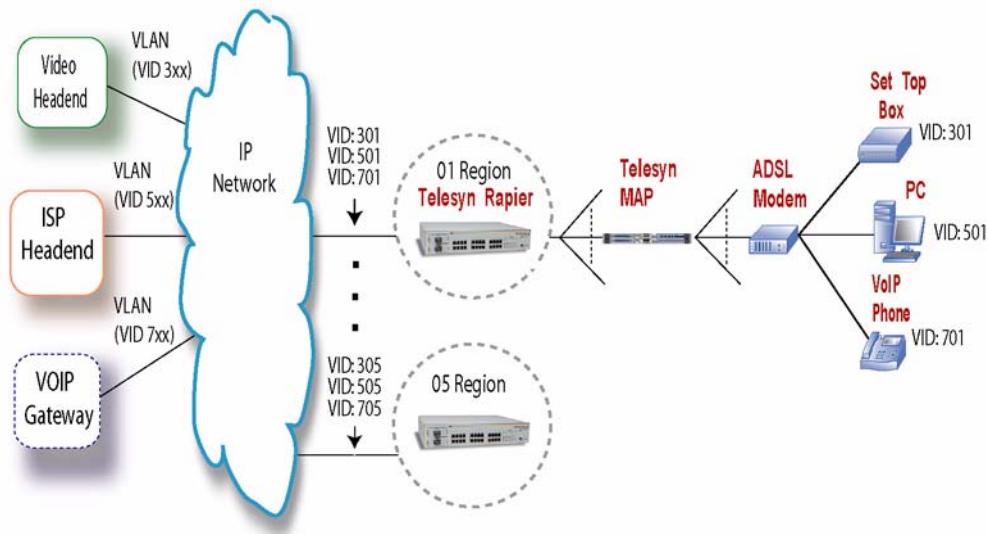 Video
Headend
VLAN
(VID 3xx)
ISP
Headend
VLAN
(VID 5xx)
VOIP
Gateway
VLAN
(VID 7xx)
IP
Network
VID: 301
VID: 501
VID: 701
01 Region
Telesyn Rapier
VID: 305
VID: 505
VID: 705
05 Region
Telesyn
MAP
ADSL
Modem
Set Top
Box
VID: 301
PC
VID: 501
VoIP
Phone
VID: 701